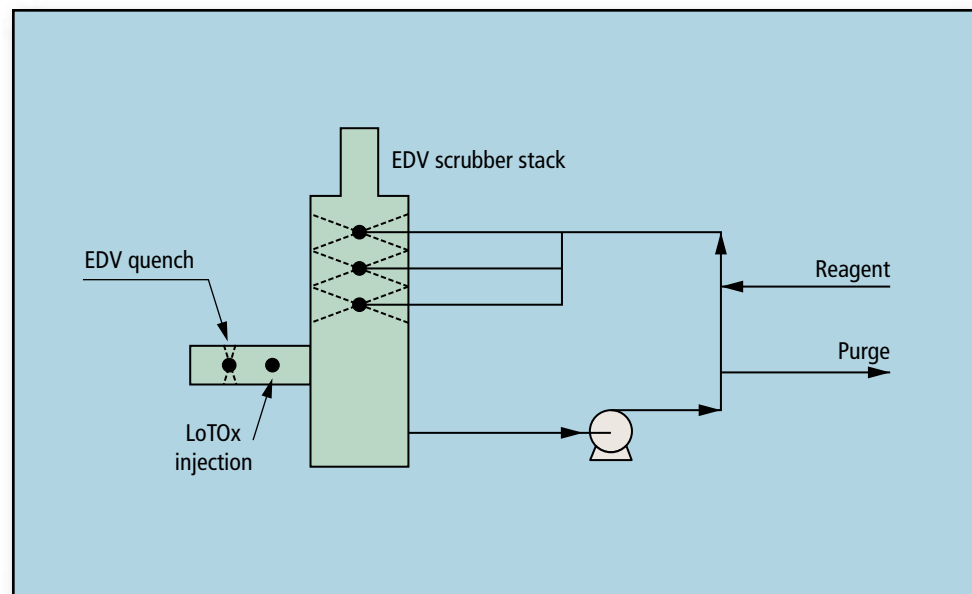 EDV scrubber stack
EDV quench
Reagent
Purge
LoTOx
injection